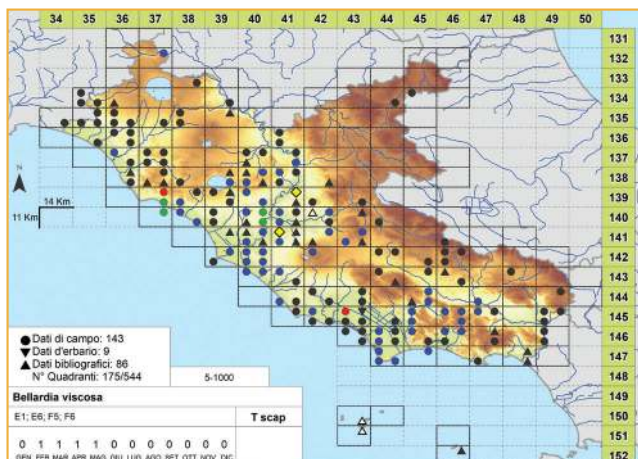 34 35 36 37 38 39 40 41 42 43 44 45 46 47 48 49 50
131
132
133
134
135
136
137
138
139
140
141
142
143
144
145
146
147
148
149
150
151
152
N
14 Km
11 Km
Dati di campo: 143
Dati d'erbario: 9
Dati bibliografici: 86
N° Quadranti: 175/544
5-1000
Bellardia viscosa
E1; E6; F5; F6
T scap
0 1 1 1 1 0 0 0 0 0 0 0
GEN FEB MAR APR MAG GIU LUG AGO SET OTT NOV DIC